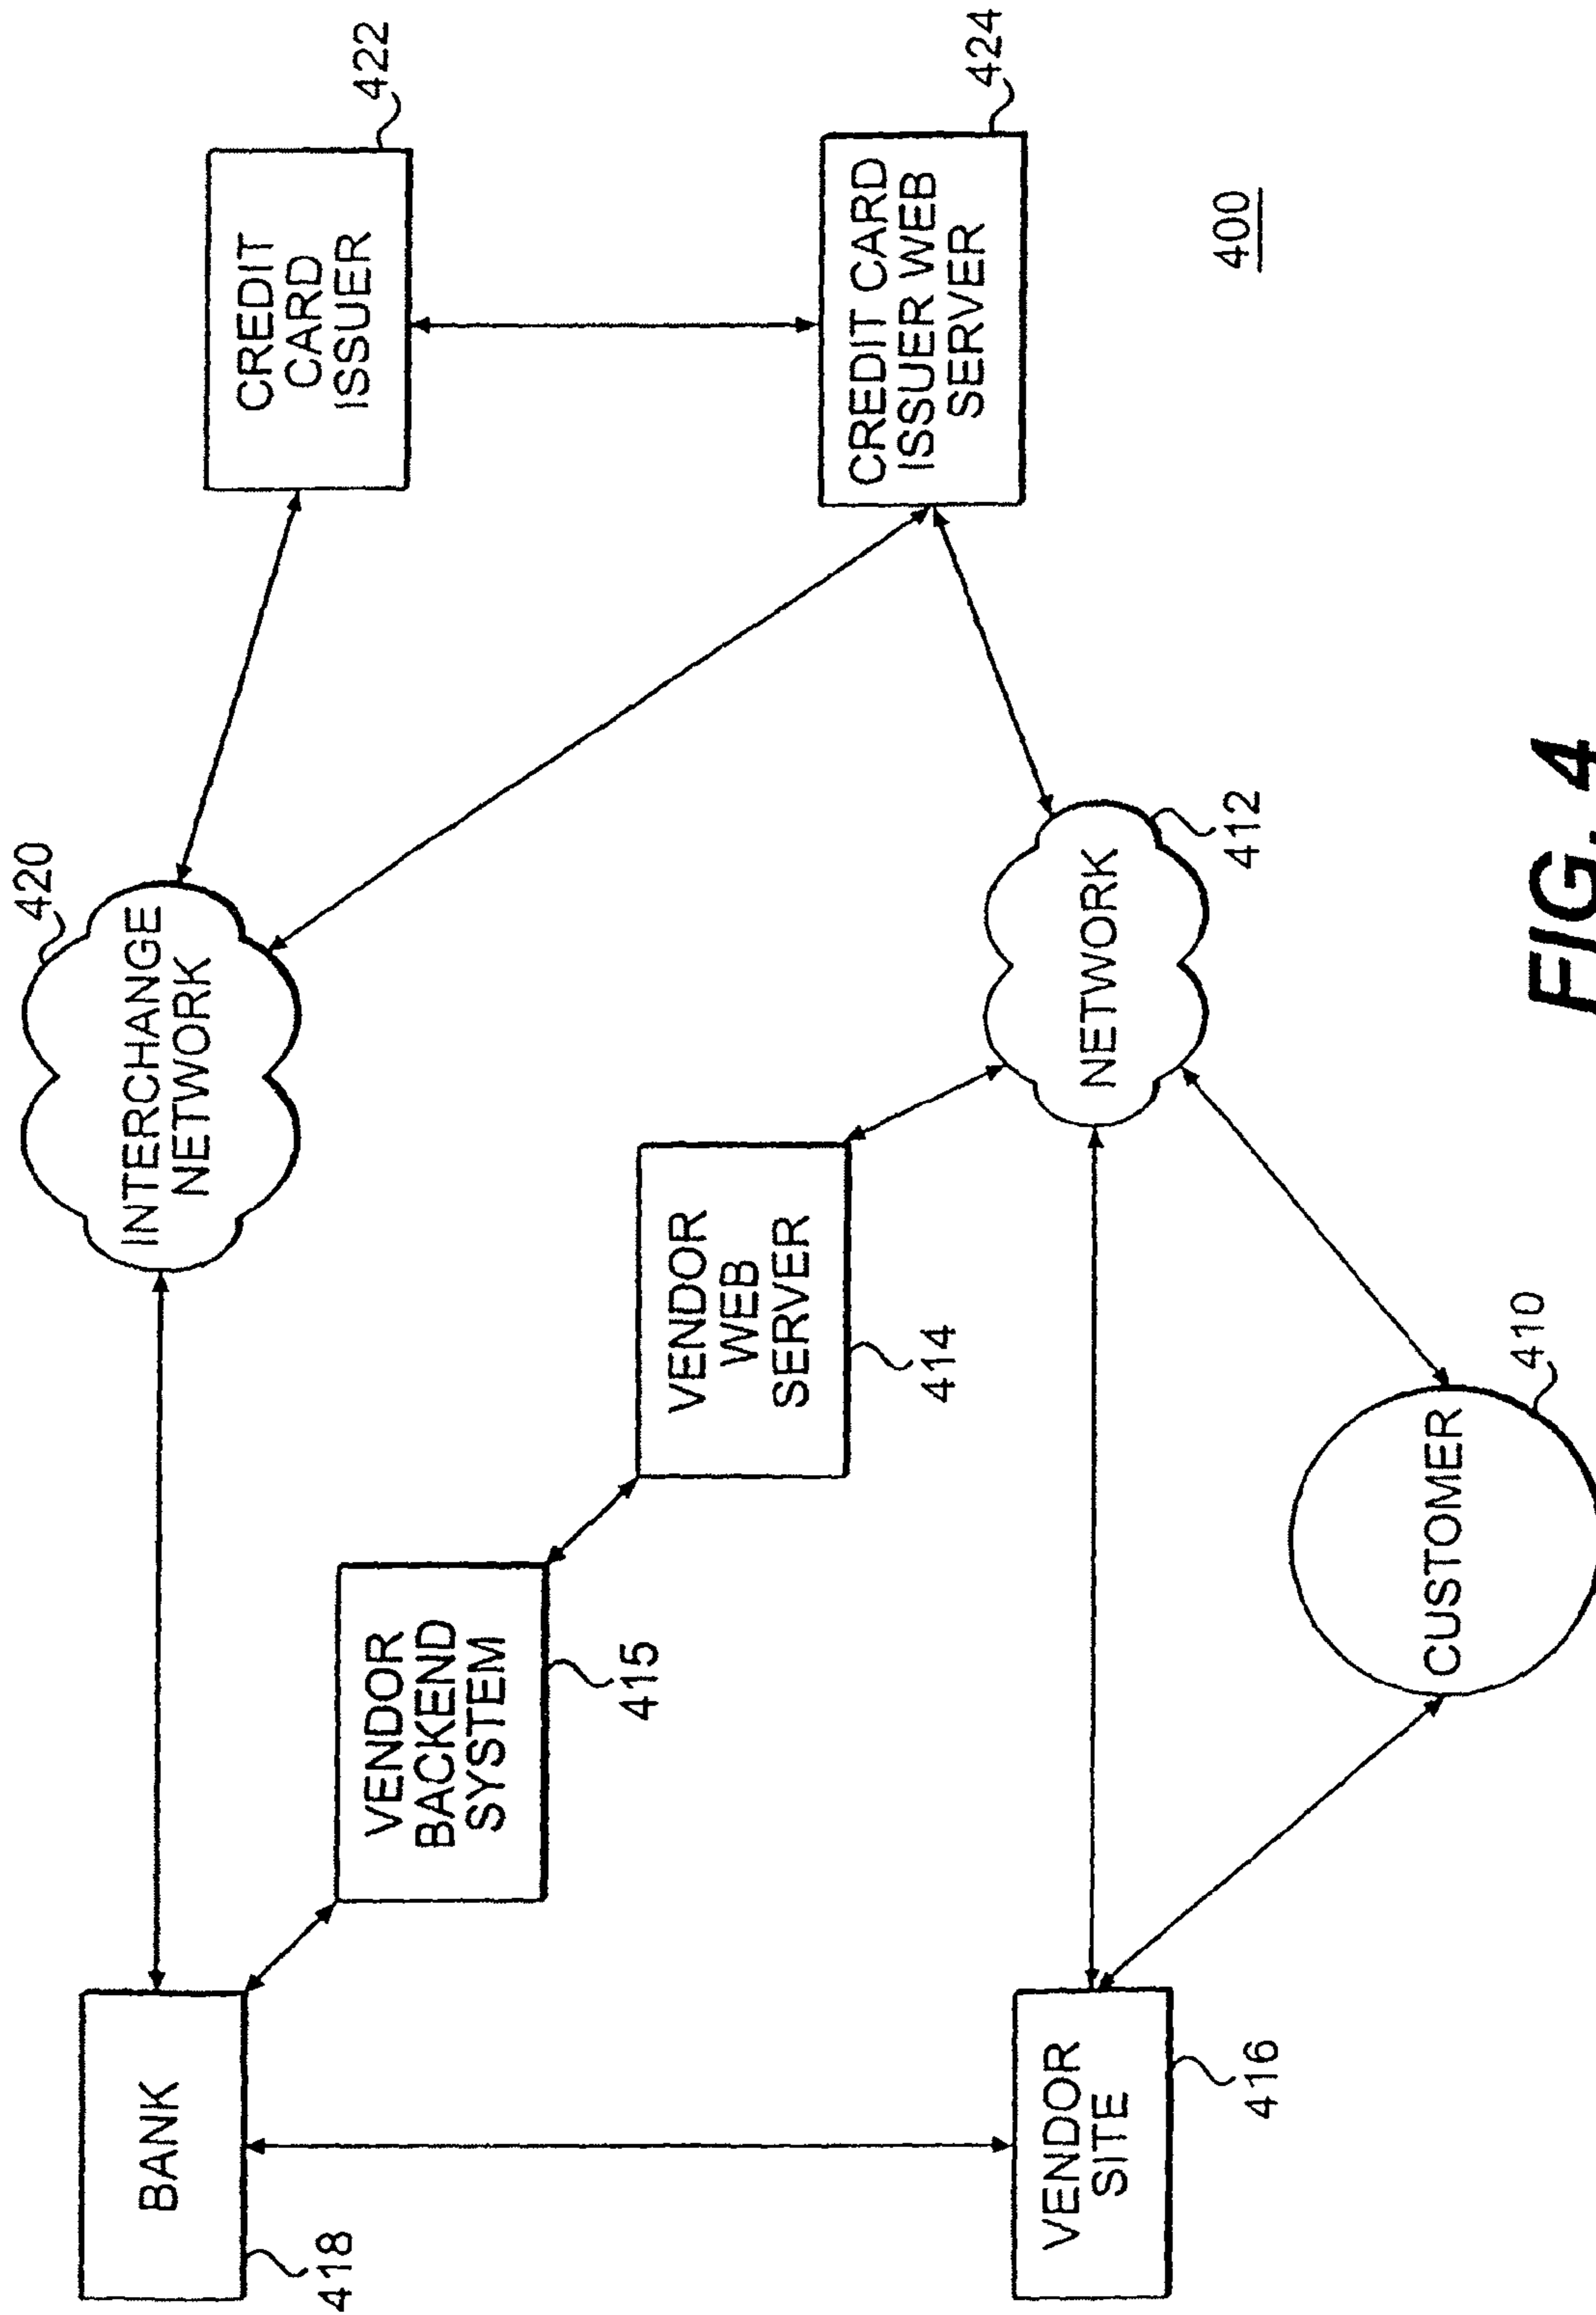 418
BANK
420
INTERCHANGE
NETWORK
422
CREDIT
CARD
ISSUER
VENDOR
BACKEND
SYSTEM
415
VENDOR
WEB
SERVER
414
424
CREDIT CARD
ISSUER WEB
SERVER
VENDOR
SITE
416
NETWORK
412
400
CUSTOMER
410
FIG. 4